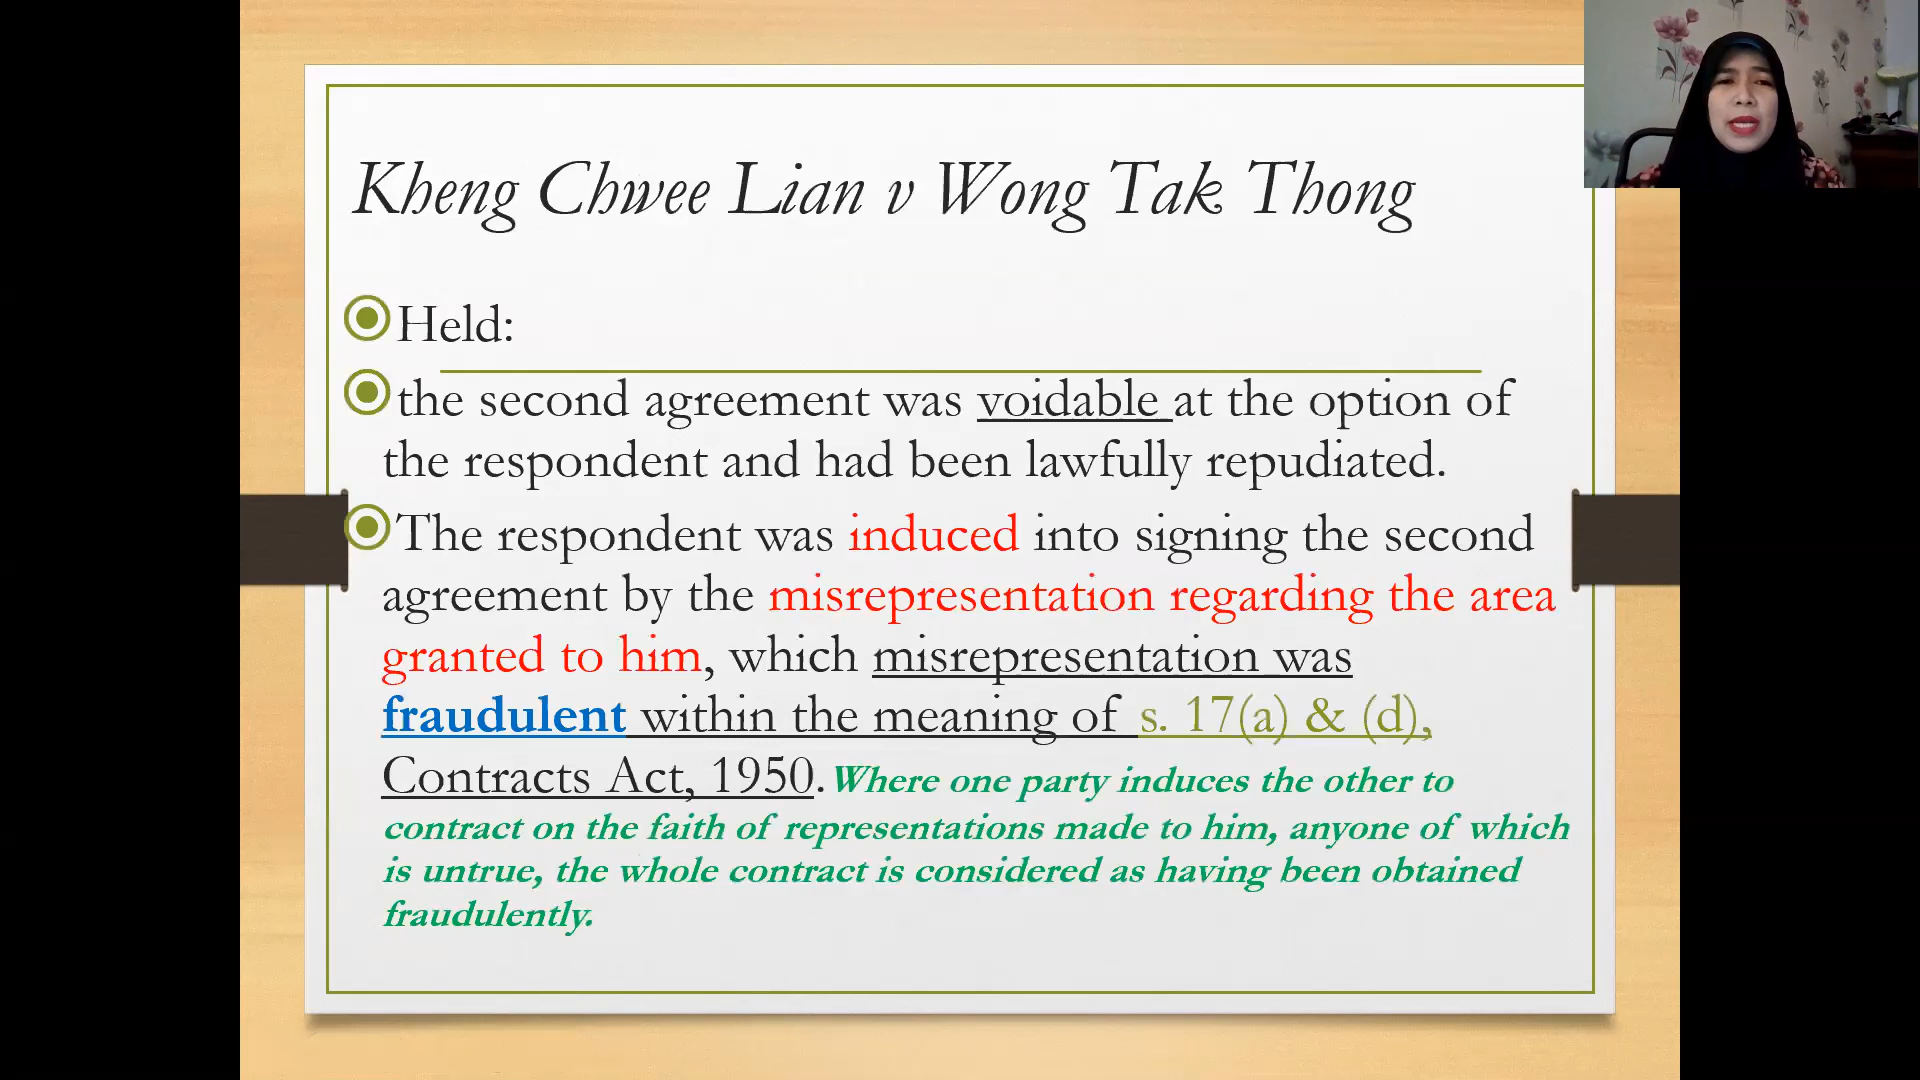 Kheng Chwee Lian v Wong Tak Thong
Held:
the second agreement was voidable at the option of
the respondent and had been lawfully repudiated.
The respondent was induced into signing the second
agreement by the misrepresentation regarding the area
granted to him, which misrepresentation was
fraudulent within the meaning of s. 17(a) & (d),
Contracts Act, 1950. Where one party induces the other to
contract on the faith of representations made to him, anyone of which
is untrue, the whole contract is considered as having been obtained
fraudulently.